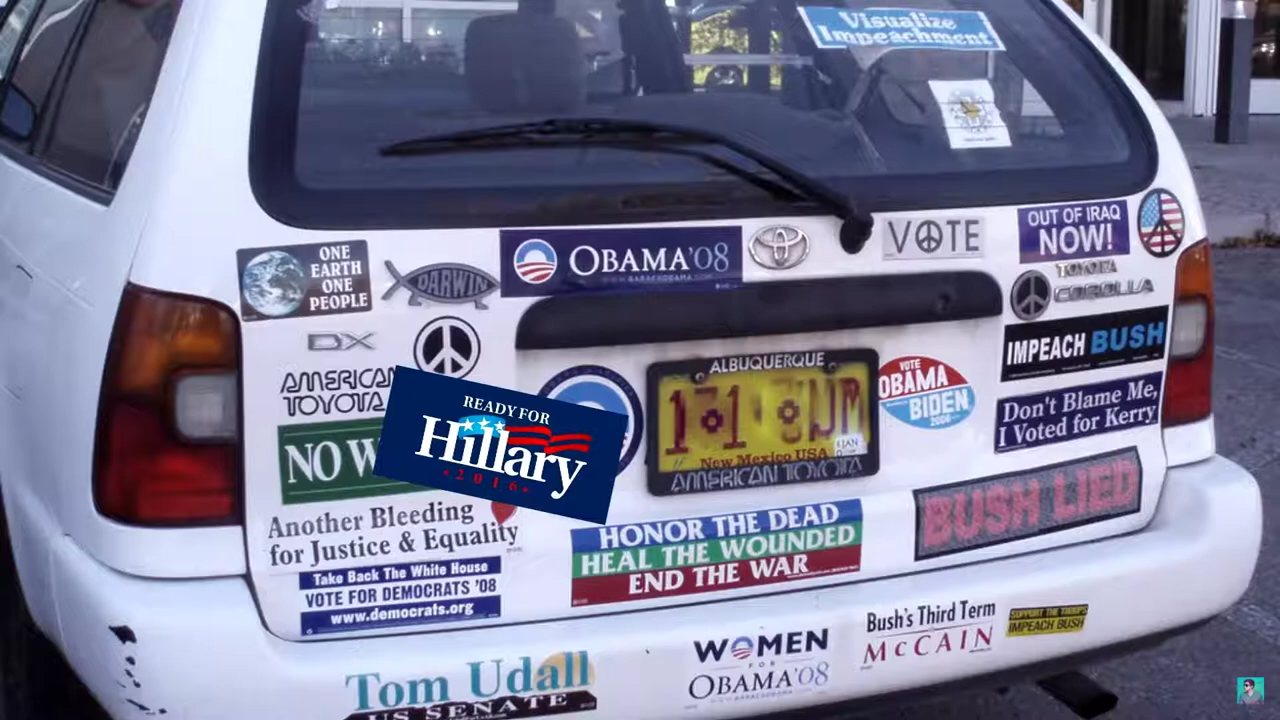 Visualize
Impeachment
ONE
EARTH
ONE
PEOPLE
DARWIN
OBAMA'08
WWW.BARACKOBAMA.COM
VOTE
OUT OF IRAQ
NOW!
TOYOTA
COROLLA
DX
AMERICAN
TOYOTA
READY FOR
Hillary
2016
NO W
ALBUQUERQUE
New Mexico USA
AMERICAN TOYOTA
VOTE
OBAMA
BIDEN
2008
IMPEACH BUSH
Don't Blame Me,
I Voted for Kerry
BUSH LIED
Another Bleeding
for Justice & Equality
HONOR THE DEAD
HEAL THE WOUNDED
END THE WAR
Take Back The White House
VOTE FOR DEMOCRATS '08
www.democrats.org
Tom Udall
US SENATE
WOMEN
FOR
OBAMA'08
Bush's Third Term
McCAIN
SUPPORT THE TROOPS
IMPEACH BUSH